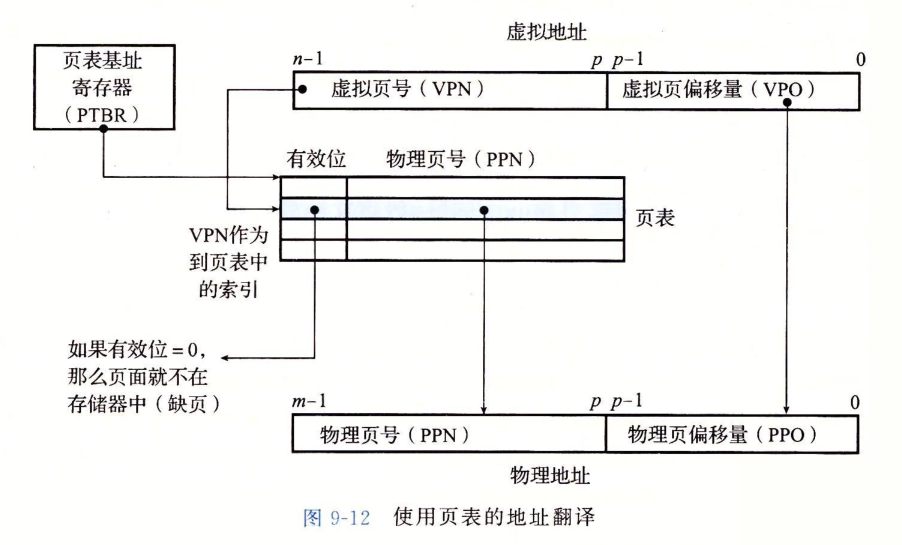 虚拟地址
页表基址
寄存器
（PTBR）
n-1 p p-1 0
虚拟页号（VPN） 虚拟页偏移量（VPO）
有效位 物理页号（PPN）
页表
VPN作为
到页表中
的索引
如果有效位=0，
那么页面就不在
存储器中（缺页）
m-1 p p-1 0
物理页号（PPN） 物理页偏移量（PPO）
物理地址
图 9-12 使用页表的地址翻译